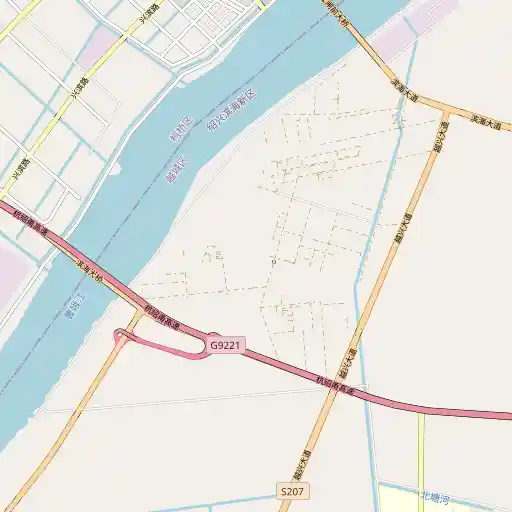 兴滨路
兴滨路
兴滨路
滨海大道
滨海大道
越兴大道
柯桥区
绍兴滨海新区
越城区
杭绍甬高速
滨海大桥
曹娥江
杭绍甬高速
G9221
越兴大道
杭绍甬高速
越兴大道
S207
北塘河